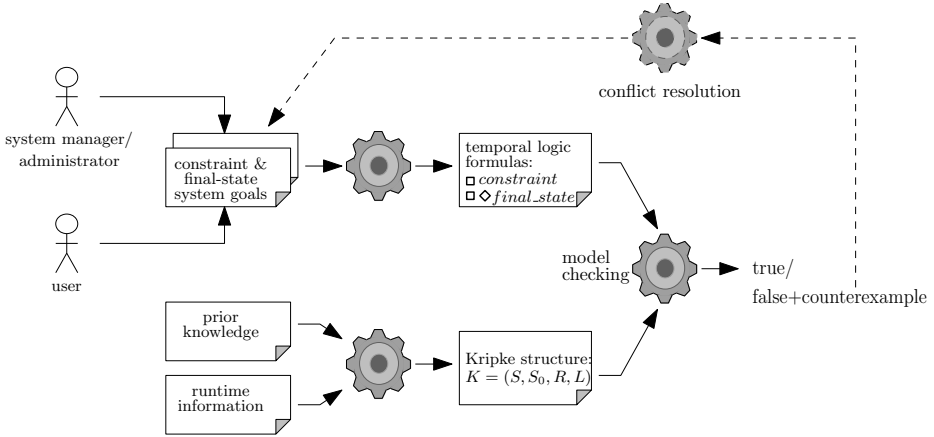 conflict resolution
system manager/
administrator
constraint &
final-state
system goals
temporal logic
formulas:
□ constraint
□ ◇ final_state
user
model
checking
true/
false+counterexample
prior
knowledge
runtime
information
Kripke structure:
K = (S, S₀, R, L)